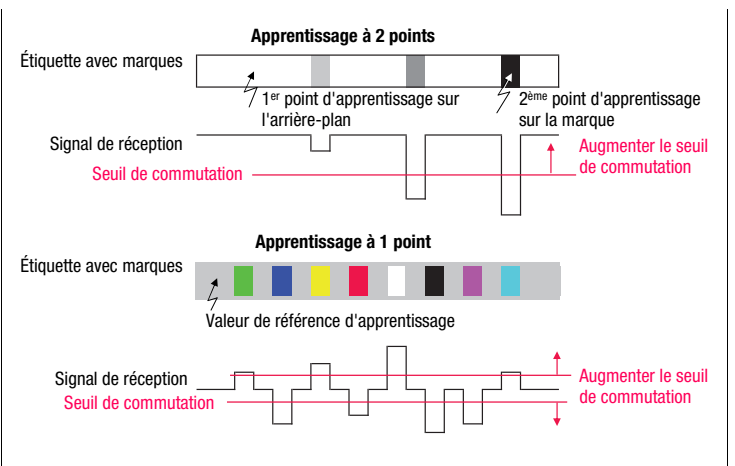 Apprentissage à 2 points
Étiquette avec marques
1er point d'apprentissage sur
l'arrière-plan
2ème point d'apprentissage
sur la marque
Signal de réception
Seuil de commutation
Augmenter le seuil
de commutation
Apprentissage à 1 point
Étiquette avec marques
Valeur de référence d'apprentissage
Signal de réception
Seuil de commutation
Augmenter le seuil
de commutation